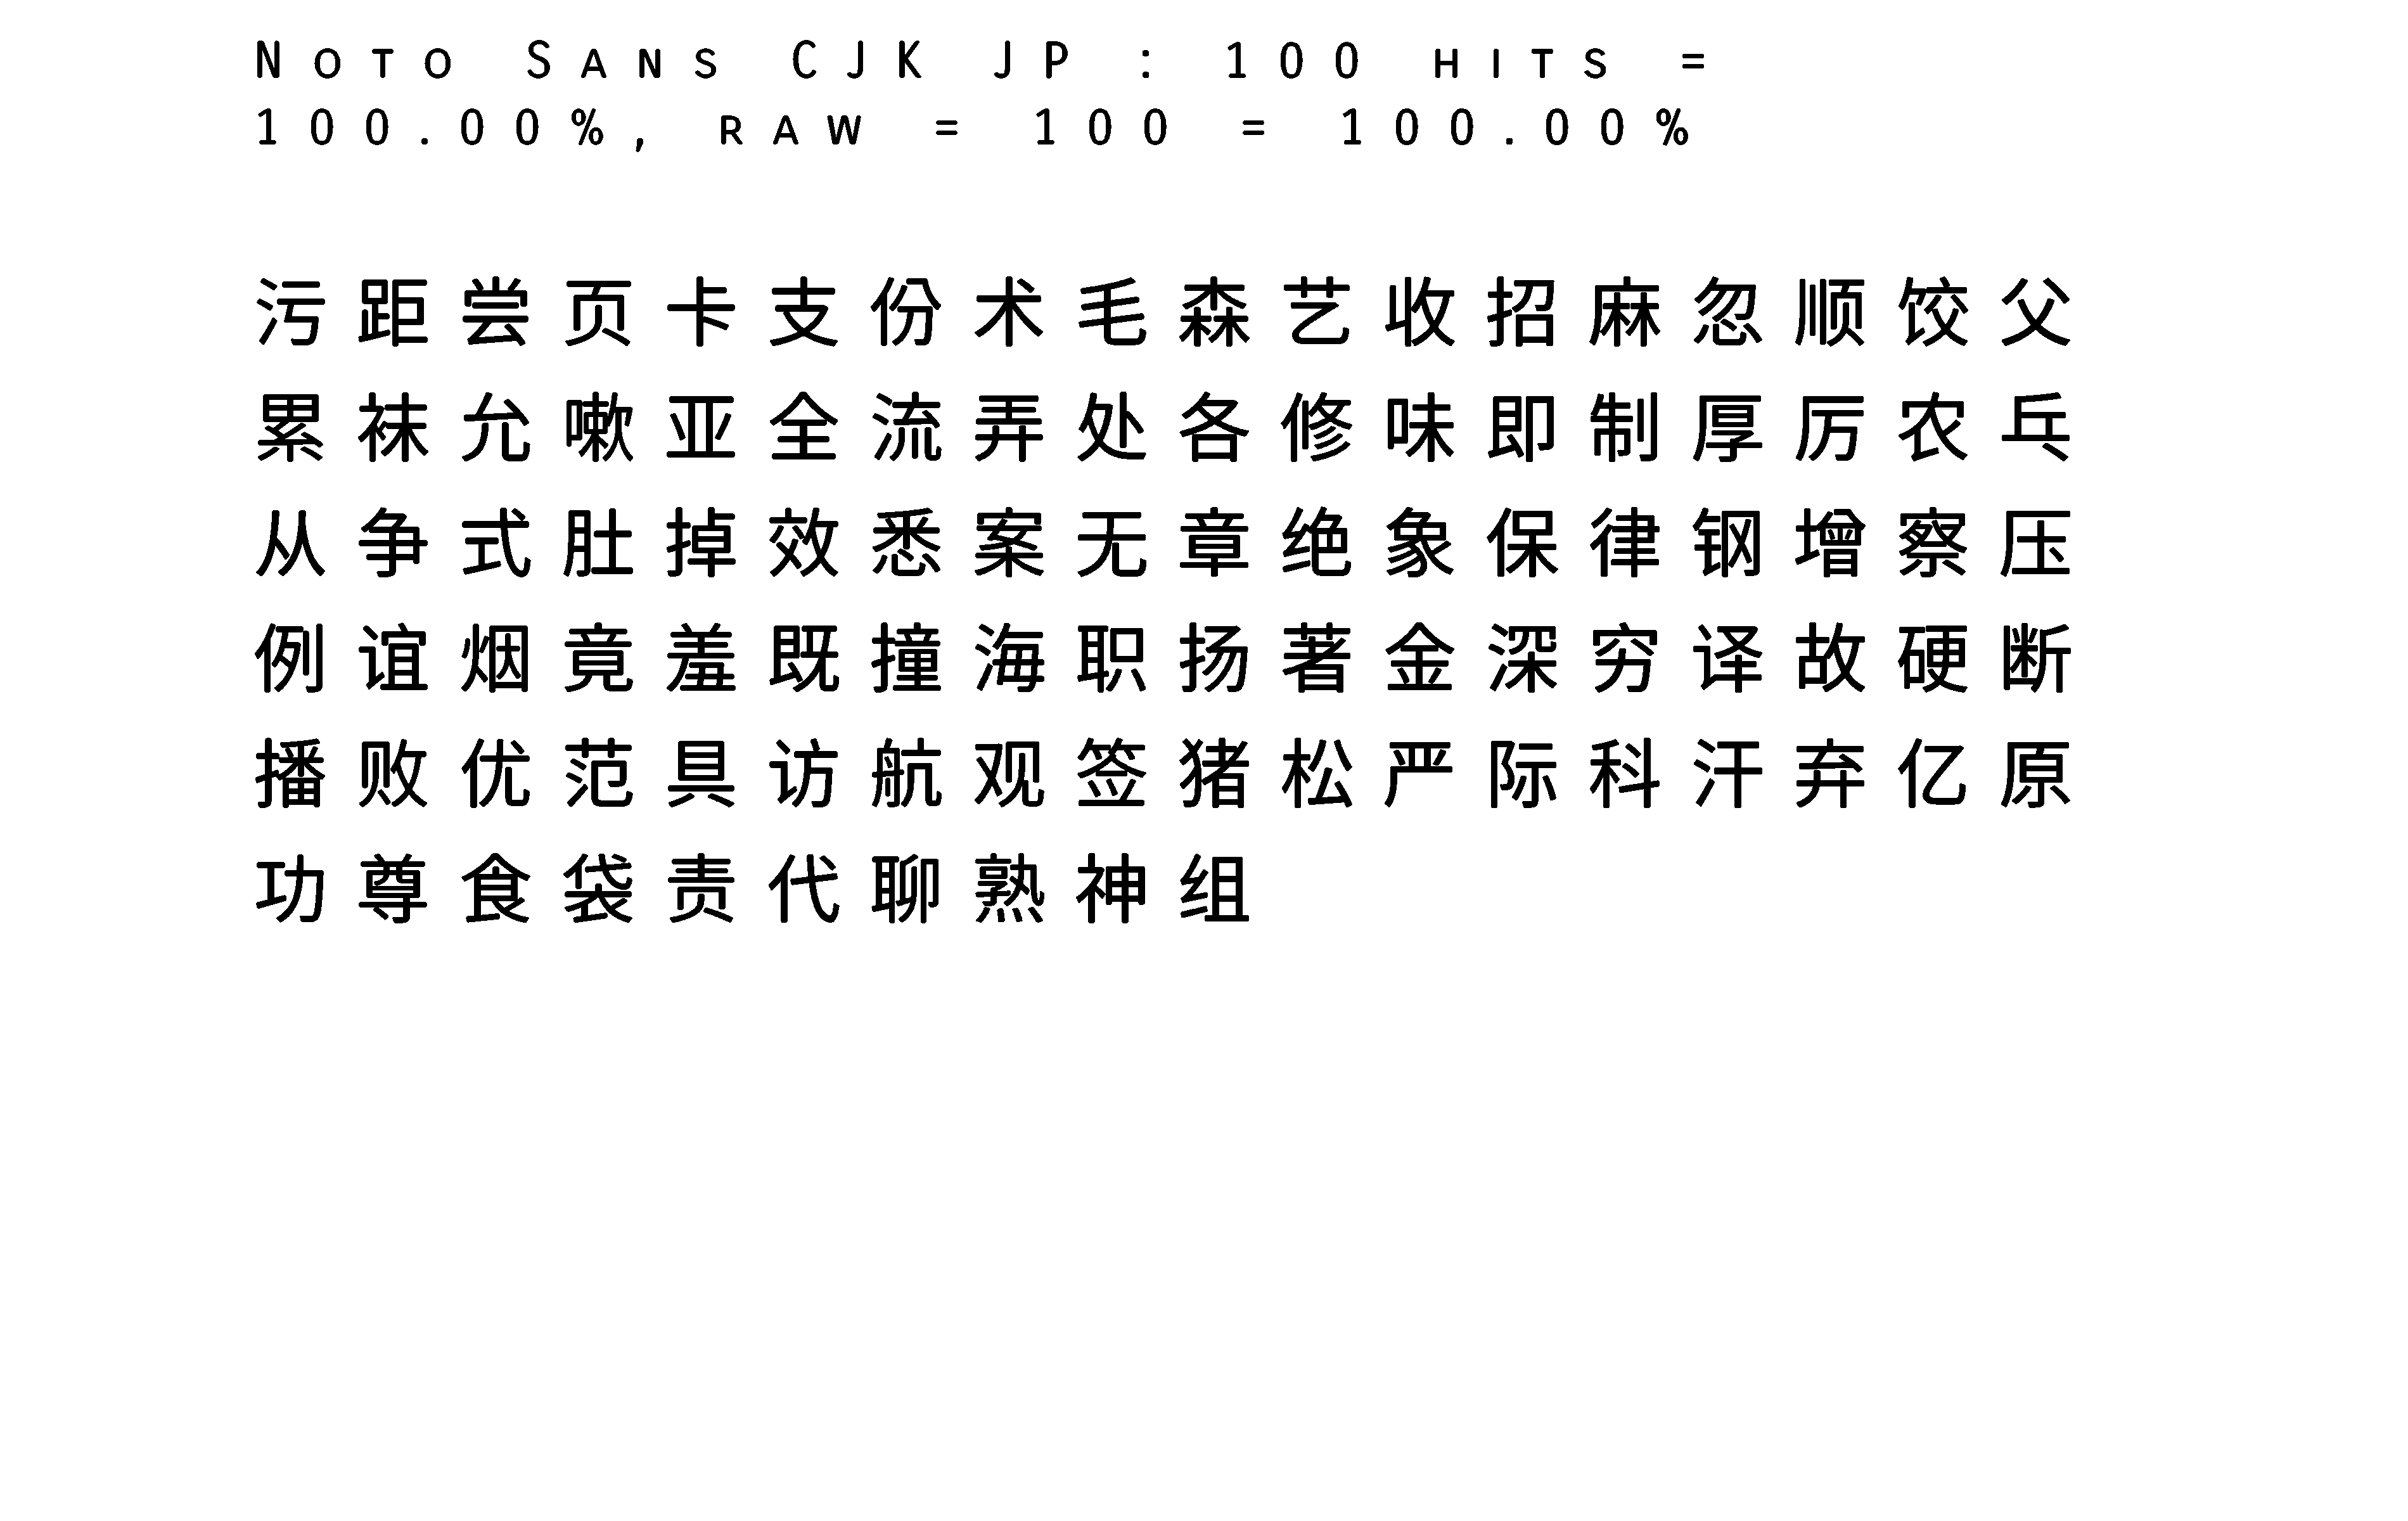 Noto Sans CJK JP : 100 hits =
100.00%, raw = 100 = 100.00%
污距尝页卡支份术毛森艺收招麻忽顺饺父
累袜允嗽亚全流弄处各修味即制厚厉农乓
从争式肚掉效悉案无章绝象保律钢增察压
例谊烟竟羞既撞海职扬著金深穷译故硬断
播败优范具访航观签猪松严际科汗弃亿原
功尊食袋责代聊熟神组